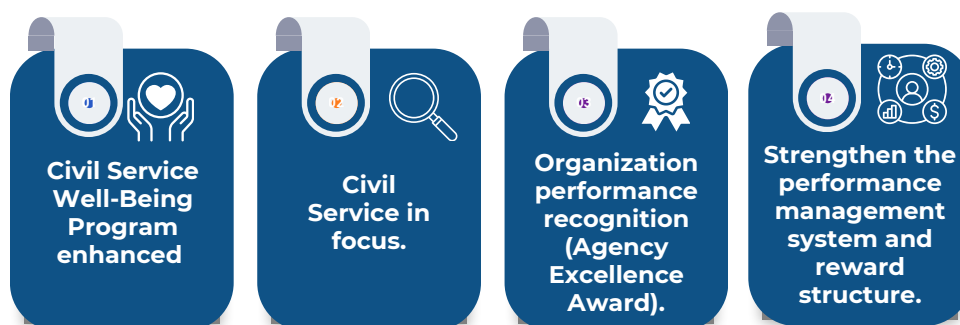 01
Civil Service
Well-Being
Program
enhanced
02
Civil
Service in
focus.
03
Organization
performance
recognition
(Agency
Excellence
Award).
04
Strengthen the
performance
management
system and
reward
structure.